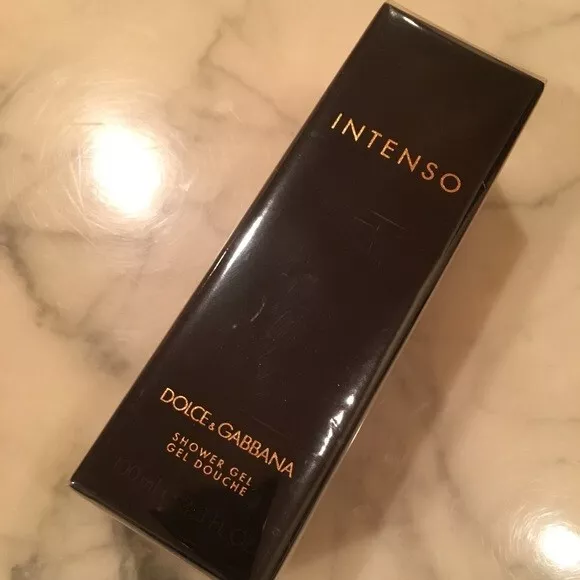 INTENSO
DOLCE & GABBANA
SHOWER GEL
GEL DOUCHE